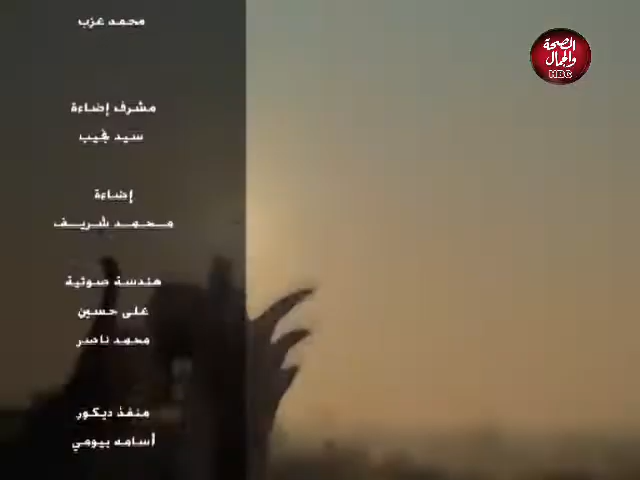 محمد عزب
الصحة
والجمال
HBC
مشرف إضاءة
سيد نجيب
إضاءة
محمد شريف
هندسة صوتية
على حسين
محمد ناصر
منفذ ديكور
أسامه بيومي